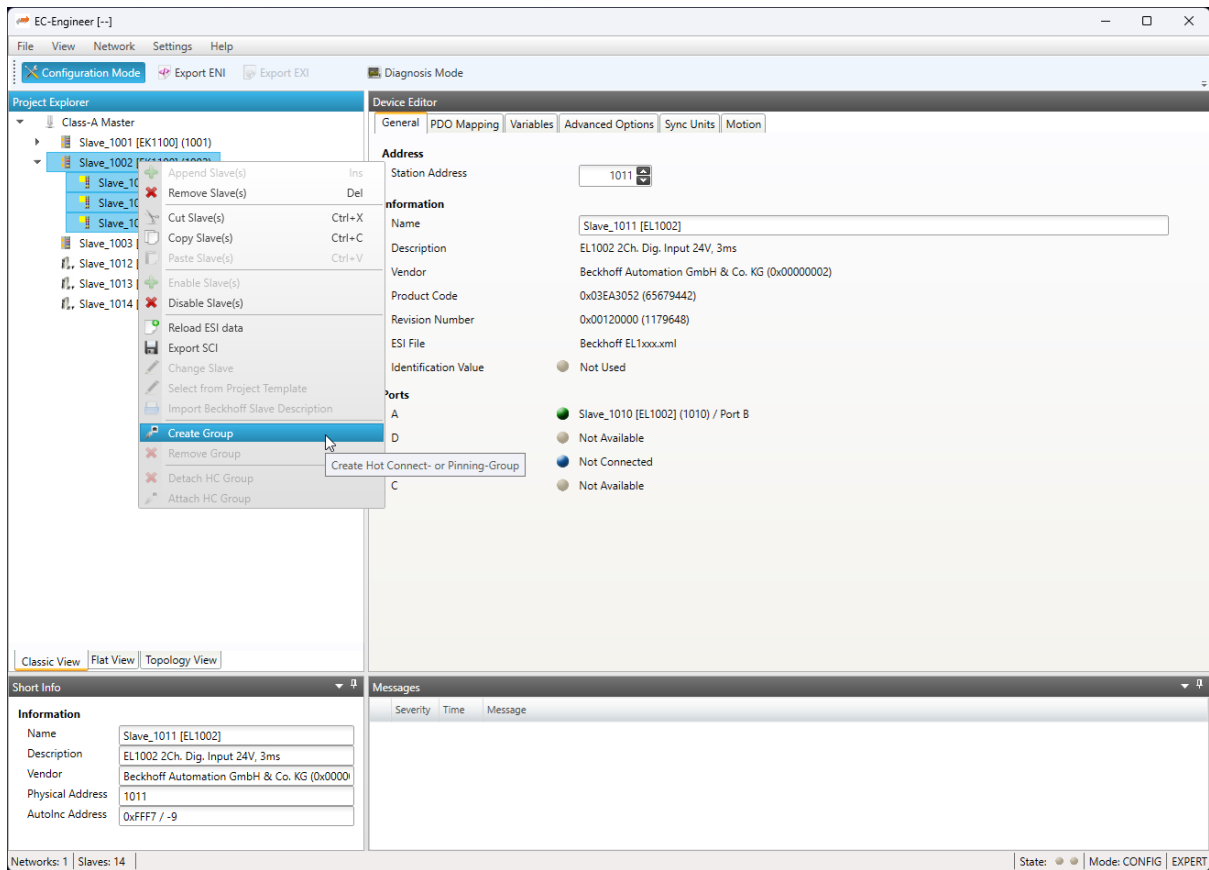 EC-Engineer [--]
File View Network Settings Help
Configuration Mode Export ENI Export EXI Diagnosis Mode
Project Explorer
Class-A Master
Slave_1001 [EK1100] (1001)
Slave_1002 [EK1100] (1002)
Slave_10
Slave_10
Slave_10
Slave_1003 [
Slave_1012 [
Slave_1013 [
Slave_1014 [
Append Slave(s) Ins
Remove Slave(s) Del
Cut Slave(s) Ctrl+X
Copy Slave(s) Ctrl+C
Paste Slave(s) Ctrl+V
Enable Slave(s)
Disable Slave(s)
Reload ESI data
Export SCI
Change Slave
Select from Project Template
Import Beckhoff Slave Description
Create Group
Remove Group
Detach HC Group
Attach HC Group
Create Hot Connect- or Pinning-Group
Classic View Flat View Topology View
Device Editor
General PDO Mapping Variables Advanced Options Sync Units Motion
Address
Station Address 1011
nformation
Name Slave_1011 [EL1002]
Description EL1002 2Ch. Dig. Input 24V, 3ms
Vendor Beckhoff Automation GmbH & Co. KG (0x00000002)
Product Code 0x03EA3052 (65679442)
Revision Number 0x00120000 (1179648)
ESI File Beckhoff EL1xxx.xml
Identification Value Not Used
Ports
A Slave_1010 [EL1002] (1010) / Port B
D Not Available
Not Connected
C Not Available
Short Info
Information
Name Slave_1011 [EL1002]
Description EL1002 2Ch. Dig. Input 24V, 3ms
Vendor Beckhoff Automation GmbH & Co. KG (0x0000
Physical Address 1011
AutoInc Address 0xFFF7 / -9
Messages
Severity Time Message
Networks: 1 Slaves: 14 State: Mode: CONFIG EXPERT